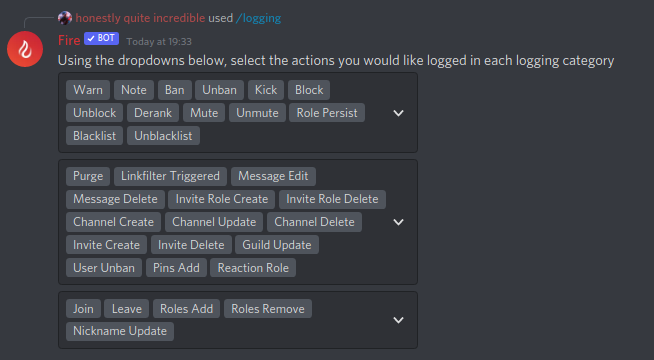 honestly quite incredible used /logging
Fire ✓ BOT Today at 19:33
Using the dropdowns below, select the actions you would like logged in each logging category
Warn Note Ban Unban Kick Block
Unblock Derank Mute Unmute Role Persist
Blacklist Unblacklist
Purge Linkfilter Triggered Message Edit
Message Delete Invite Role Create Invite Role Delete
Channel Create Channel Update Channel Delete
Invite Create Invite Delete Guild Update
User Unban Pins Add Reaction Role
Join Leave Roles Add Roles Remove
Nickname Update